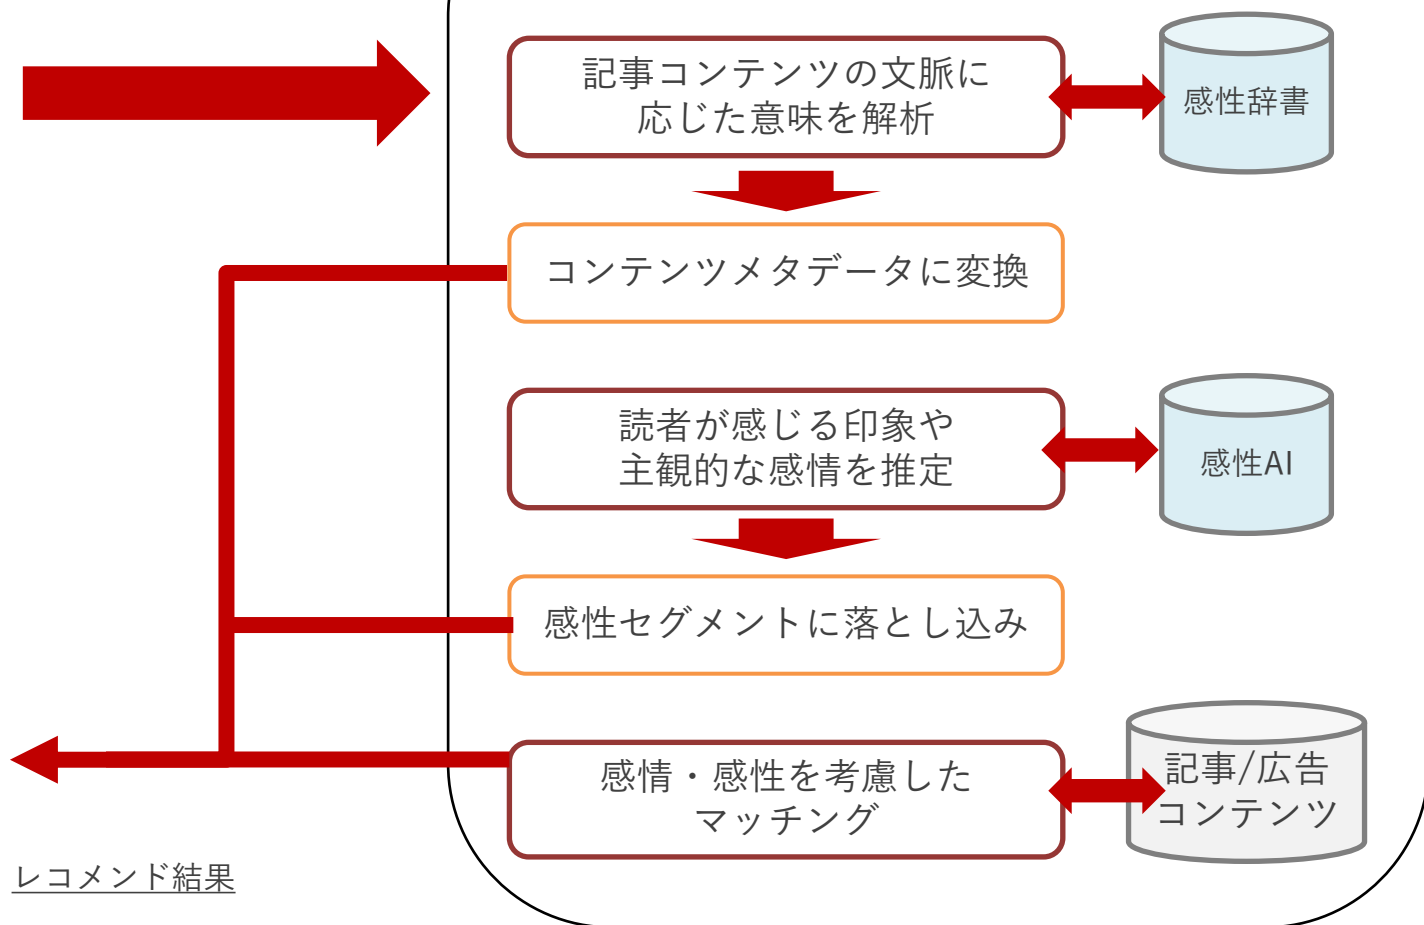 記事コンテンツの文脈に
応じた意味を解析
感性辞書
コンテンツメタデータに変換
読者が感じる印象や
主観的な感情を推定
感性AI
感性セグメントに落とし込み
感情・感性を考慮した
マッチング
記事/広告
コンテンツ
レコメンド結果